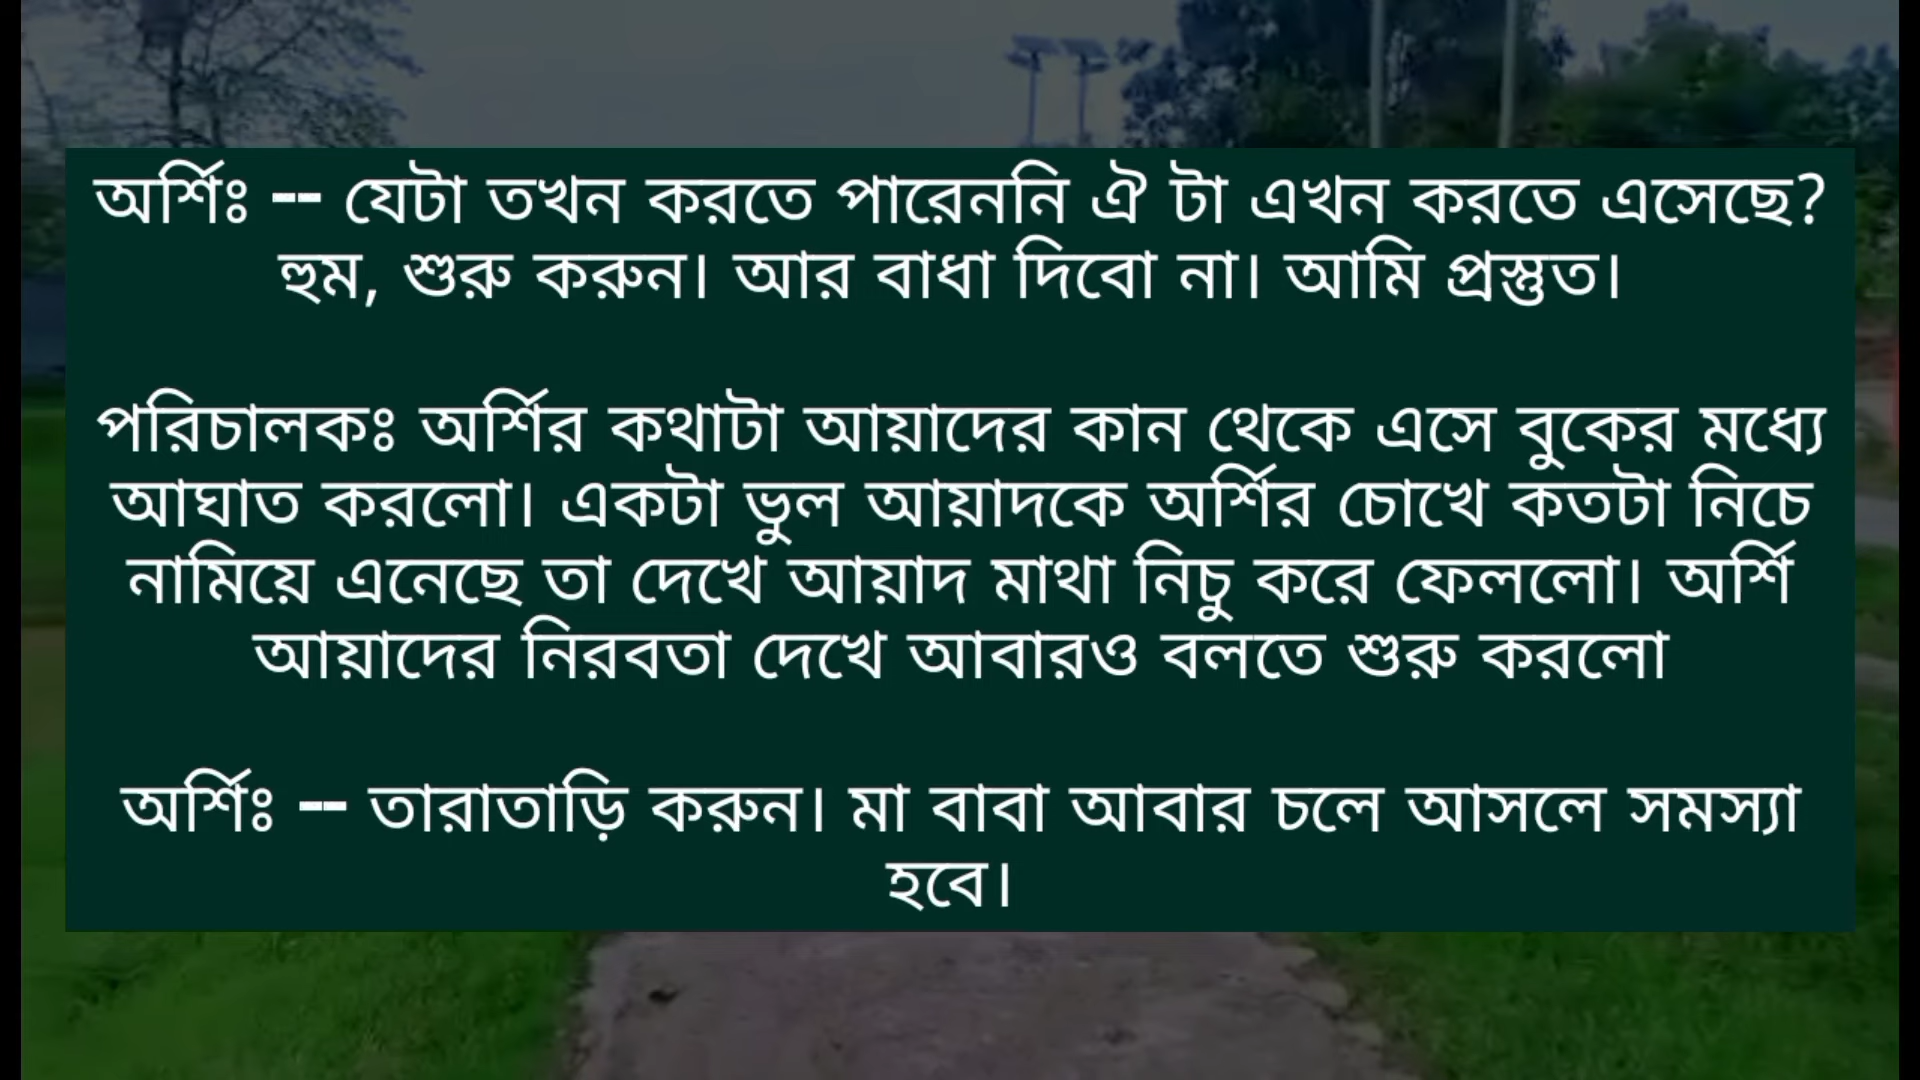 অর্শিঃ -- যেটা তখন করতে পারেননি ঐ টা এখন করতে এসেছে?
হুম, শুরু করুন। আর বাধা দিবো না। আমি প্রস্তুত।
পরিচালকঃ অর্শির কথাটা আয়াদের কান থেকে এসে বুকের মধ্যে
আঘাত করলো। একটা ভুল আয়াদকে অর্শির চোখে কতটা নিচে
নামিয়ে এনেছে তা দেখে আয়াদ মাথা নিচু করে ফেললো। অর্শি
আয়াদের নিরবতা দেখে আবারও বলতে শুরু করলো
অর্শিঃ -- তারাতাড়ি করুন। মা বাবা আবার চলে আসলে সমস্যা
হবে।